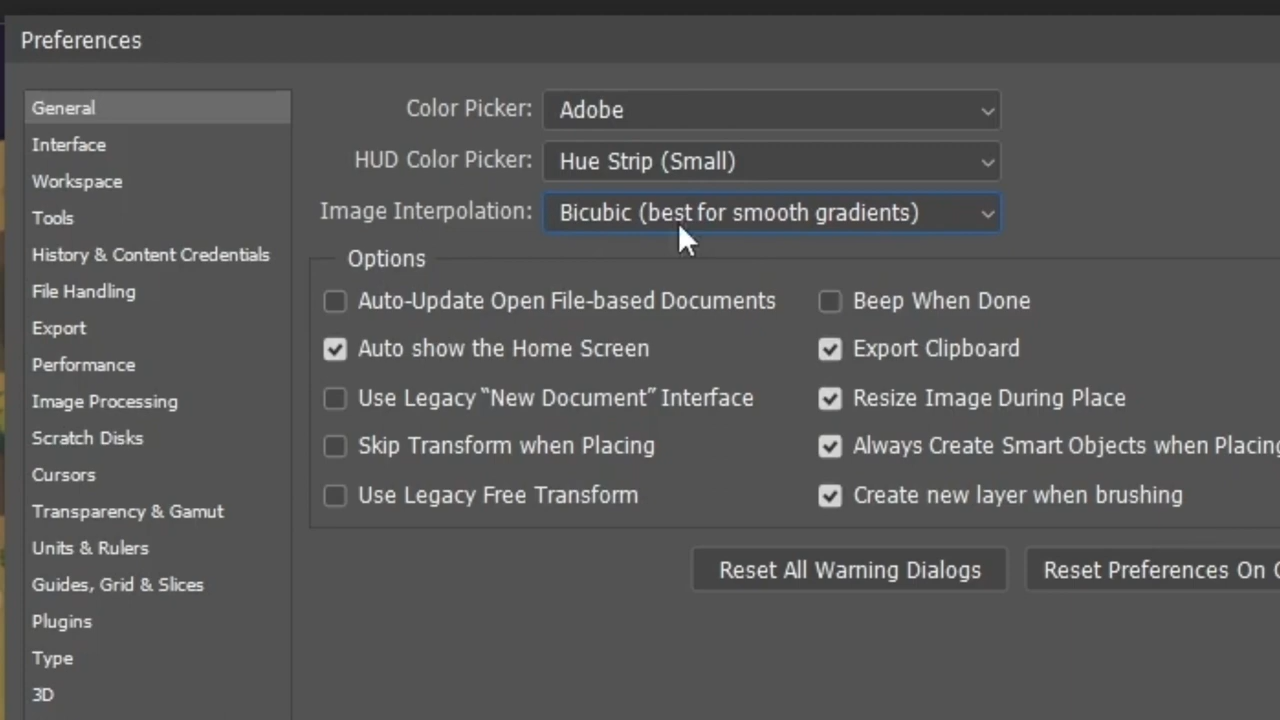 Preferences
General
Interface
Workspace
Tools
History & Content Credentials
File Handling
Export
Performance
Image Processing
Scratch Disks
Cursors
Transparency & Gamut
Units & Rulers
Guides, Grid & Slices
Plugins
Type
3D
Color Picker: Adobe
HUD Color Picker: Hue Strip (Small)
Image Interpolation: Bicubic (best for smooth gradients)
Options
Auto-Update Open File-based Documents
Beep When Done
Auto show the Home Screen
Export Clipboard
Use Legacy “New Document” Interface
Resize Image During Place
Skip Transform when Placing
Always Create Smart Objects when Placing
Use Legacy Free Transform
Create new layer when brushing
Reset All Warning Dialogs
Reset Preferences On